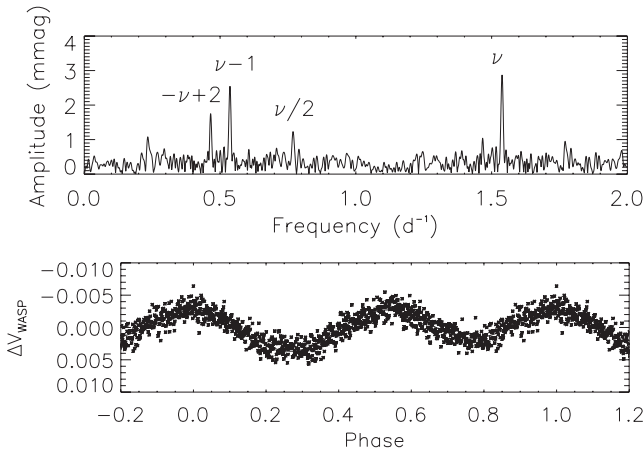 Amplitude (mmag)
4
3
2
1
0
−ν+2
ν−1
ν/2
ν
0.0 0.5 1.0 1.5 2.0
Frequency (d⁻¹)
ΔV_WASP
−0.010
−0.005
0.000
0.005
0.010
−0.2 0.0 0.2 0.4 0.6 0.8 1.0 1.2
Phase